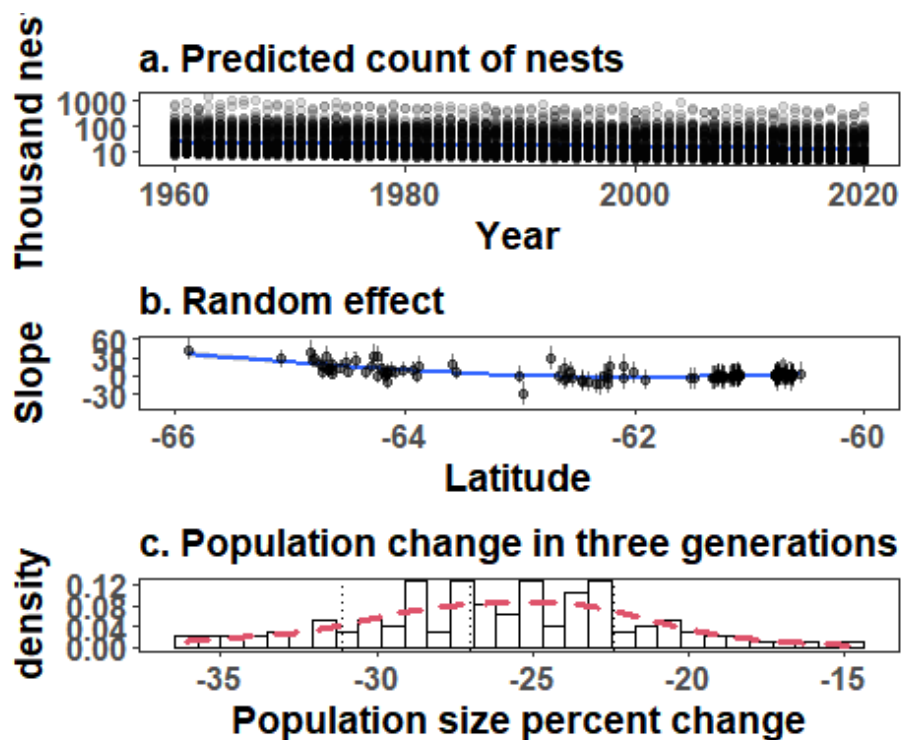 a. Predicted count of nests
Thousand nes
1000
100
10
1960 1980 2000 2020
Year
b. Random effect
Slope
60
30
0
-30
-66 -64 -62 -60
Latitude
c. Population change in three generations
density
0.12
0.08
0.04
0.00
-35 -30 -25 -20 -15
Population size percent change